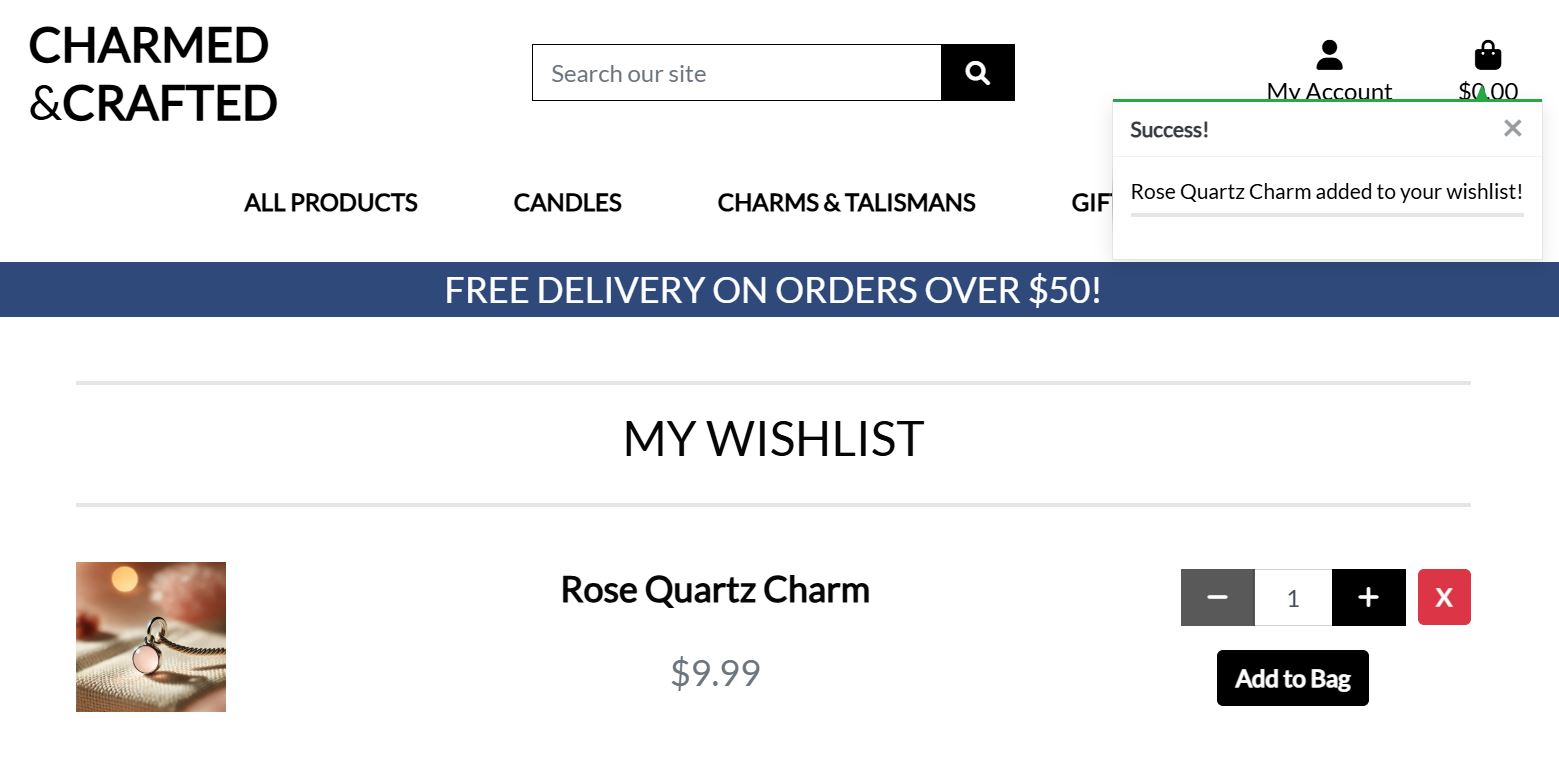 CHARMED
&CRAFTED
Search our site
My Account
$0.00
Success!
×
Rose Quartz Charm added to your wishlist!
ALL PRODUCTS
CANDLES
CHARMS & TALISMANS
FREE DELIVERY ON ORDERS OVER $50!
MY WISHLIST
Rose Quartz Charm
1
X
$9.99
Add to Bag